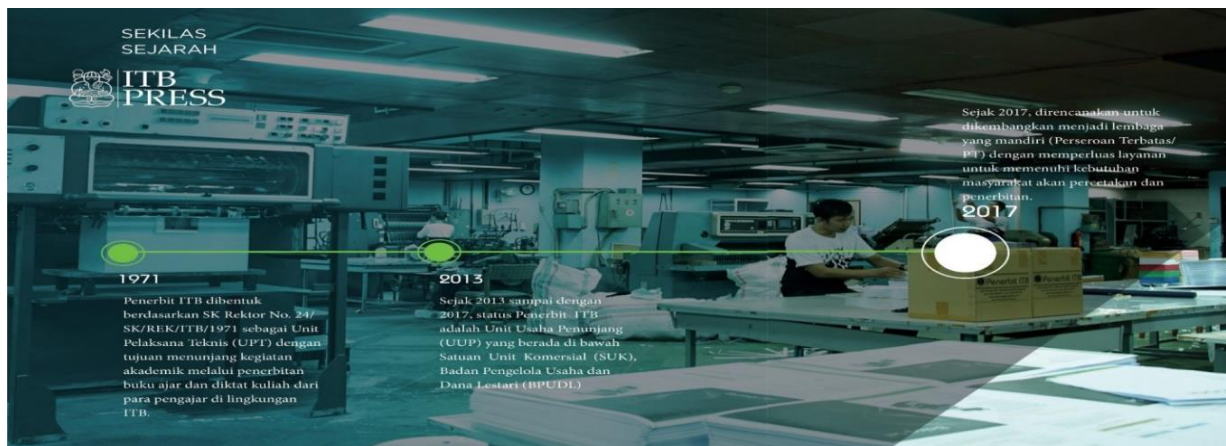 SEKILAS
SEJARAH
ITB
PRESS
1971
Penerbit ITB dibentuk
berdasarkan SK Rektor No. 24/
SK/REK/ITB/1971 sebagai Unit
Pelaksana Teknis (UPT) dengan
tujuan menunjang kegiatan
akademik melalui penerbitan
buku ajar dan diktat kuliah dari
para pengajar di lingkungan
ITB.
2013
Sejak 2013 sampai dengan
2017, status Penerbit ITB
adalah Unit Usaha Penunjang
(UUP) yang berada di bawah
Satuan Unit Komersial (SUK),
Badan Pengelola Usaha dan
Dana Lestari (BPUDL)
Sejak 2017, direncanakan untuk
dikembangkan menjadi lembaga
yang mandiri (Perseroan Terbatas/
PT) dengan memperluas layanan
untuk memenuhi kebutuhan
masyarakat akan percetakan dan
penerbitan.
2017
Penerbit ITB
Penerbit ITB